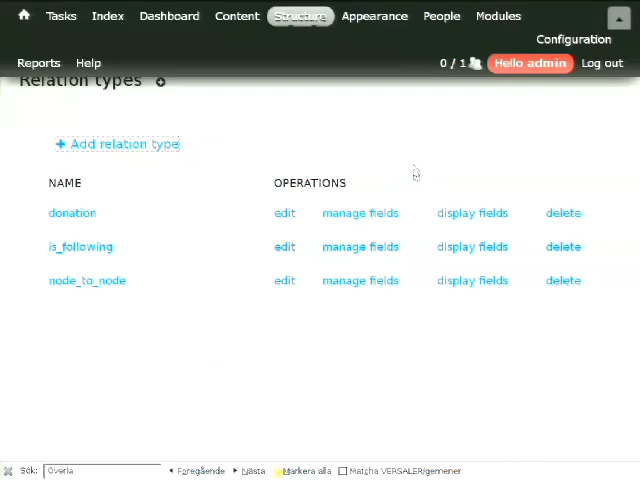 Tasks Index Dashboard Content Structure Appearance People Modules
Configuration
Reports Help 0 / 1 Hello admin Log out
Relation types
Add relation type
NAME OPERATIONS
donation edit manage fields display fields delete
is_following edit manage fields display fields delete
node_to_node edit manage fields display fields delete
Sök: Overla Föregående Nästa Markera alla Matcha VERSALER/gemener